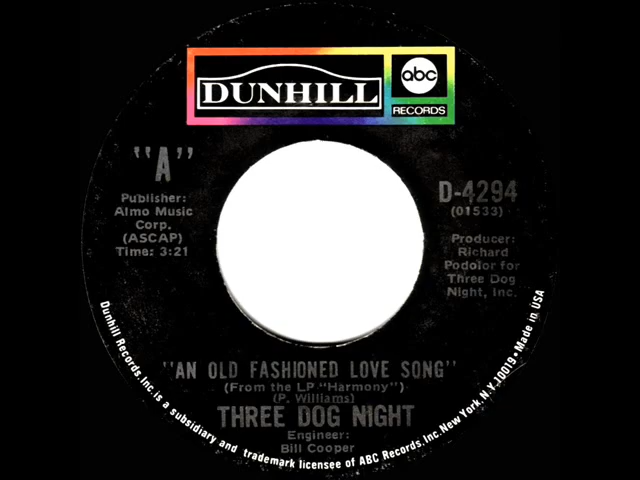 DUNHILL
abc
RECORDS
"A"
Publisher:
Almo Music
Corp.
(ASCAP)
Time: 3:21
D-4294
(01533)
Producer:
Richard
Podolor for
Three Dog
Night, Inc.
"AN OLD FASHIONED LOVE SONG"
(From the LP "Harmony")
(P. Williams)
THREE DOG NIGHT
Engineer:
Bill Cooper
Dunhill Records, Inc. is a subsidiary and trademark licensee of ABC Records, Inc. New York, N.Y. 10019 • Made in USA